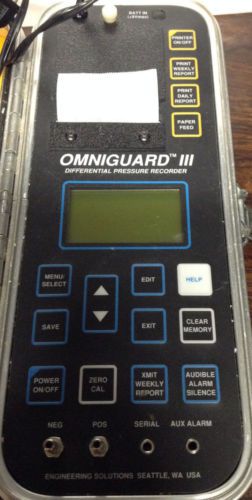 BATT IN
PRINTER
ON/OFF
PRINT
WEEKLY
REPORT
PRINT
DAILY
REPORT
PAPER
FEED
OMNIGUARD™ III
DIFFERENTIAL PRESSURE RECORDER
MENU/
SELECT
EDIT
HELP
SAVE
EXIT
CLEAR
MEMORY
POWER
ON/OFF
ZERO
CAL
XMIT
WEEKLY
REPORT
AUDIBLE
ALARM
SILENCE
NEG POS SERIAL AUX ALARM
ENGINEERING SOLUTIONS SEATTLE, WA USA